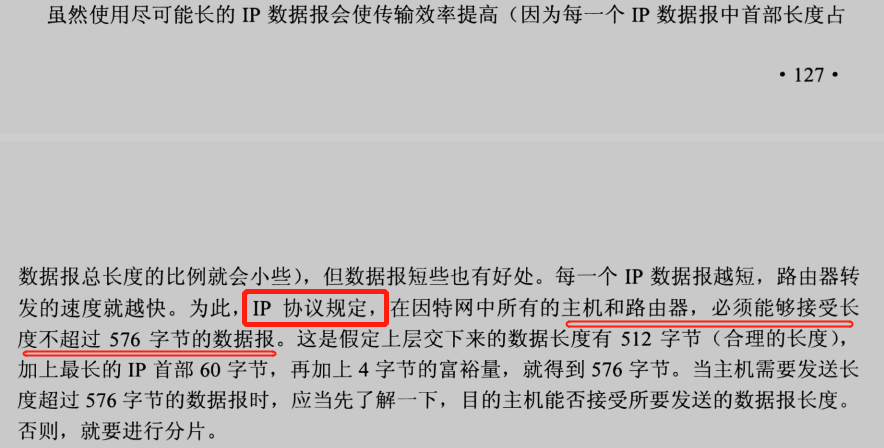 虽然使用尽可能长的 IP 数据报会使传输效率提高（因为每一个 IP 数据报中首部长度占
• 127 •
数据报总长度的比例就会小些），但数据报短些也有好处。每一个 IP 数据报越短，路由器转
发的速度就越快。为此，IP 协议规定，在因特网中所有的主机和路由器，必须能够接受长
度不超过 576 字节的数据报。这是假定上层交下来的数据长度有 512 字节（合理的长度），
加上最长的 IP 首部 60 字节，再加上 4 字节的富裕量，就得到 576 字节。当主机需要发送长
度超过 576 字节的数据报时，应当先了解一下，目的主机能否接受所要发送的数据报长度。
否则，就要进行分片。